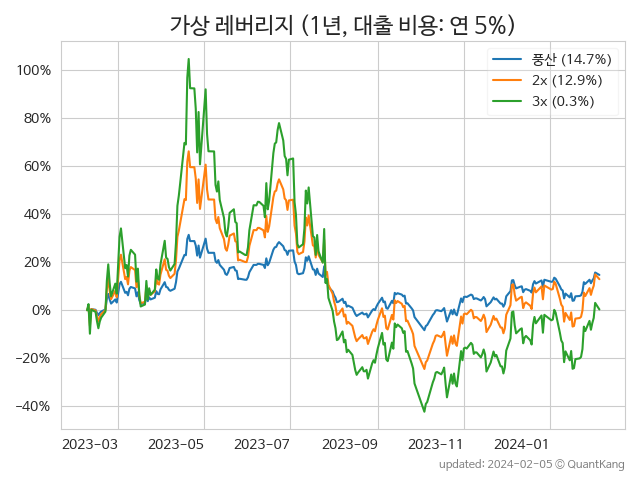 가상 레버리지 (1년, 대출 비용: 연 5%)
풍산 (14.7%)
2x (12.9%)
3x (0.3%)
100%
80%
60%
40%
20%
0%
−20%
−40%
2023-03
2023-05
2023-07
2023-09
2023-11
2024-01
updated: 2024-02-05 © QuantKang